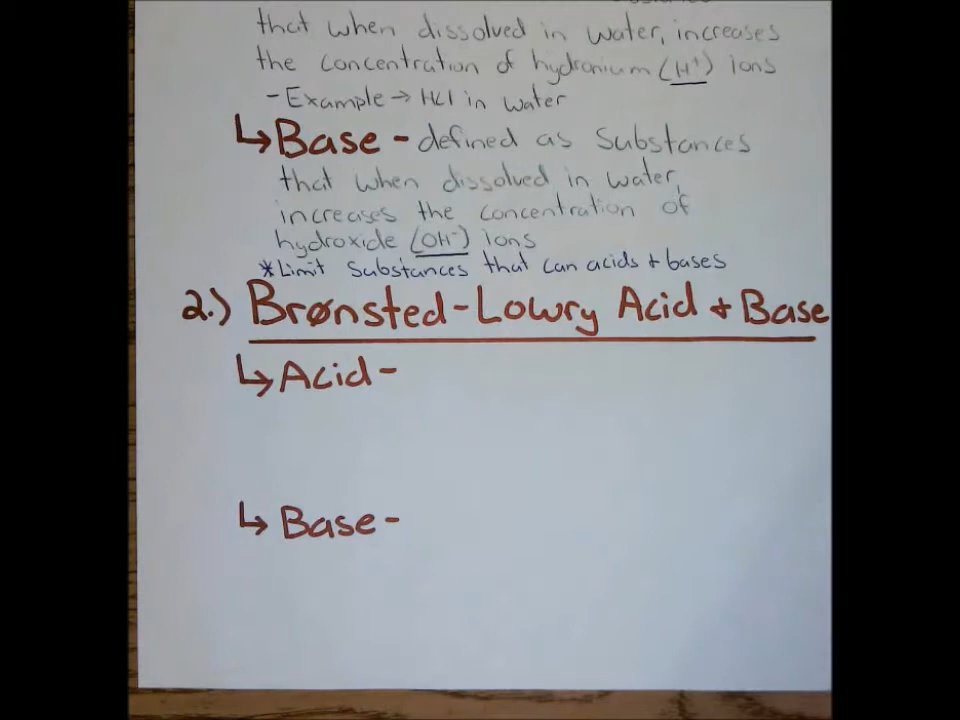 that when dissolved in water, increases
the concentration of hydronium (H⁺) ions
- Example → HCl in water
↳ Base - defined as substances
that when dissolved in water,
increases the concentration of
hydroxide (OH⁻) ions
*Limit substances that can acids + bases
2.) Brønsted-Lowry Acid + Base
↳ Acid -
↳ Base -